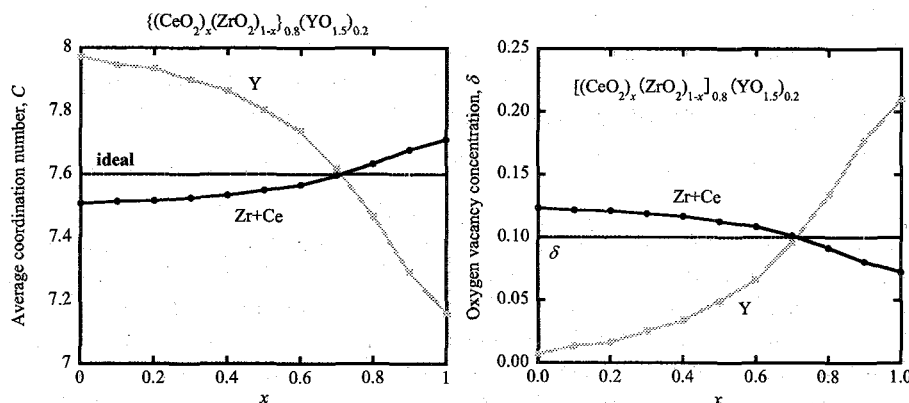 {(CeO₂)ₓ(ZrO₂)₁₋ₓ}₀.₈(YO₁.₅)₀.₂
Average coordination number, C
8
7.8
7.6
7.4
7.2
7
Y
ideal
Zr+Ce
0
0.2
0.4
0.6
0.8
1
x
Oxygen vacancy concentration, δ
0.25
0.20
0.15
0.10
0.05
0.00
[(CeO₂)ₓ(ZrO₂)₁₋ₓ]₀.₈(YO₁.₅)₀.₂
Zr+Ce
δ
Y
0.0
0.2
0.4
0.6
0.8
1.0
x